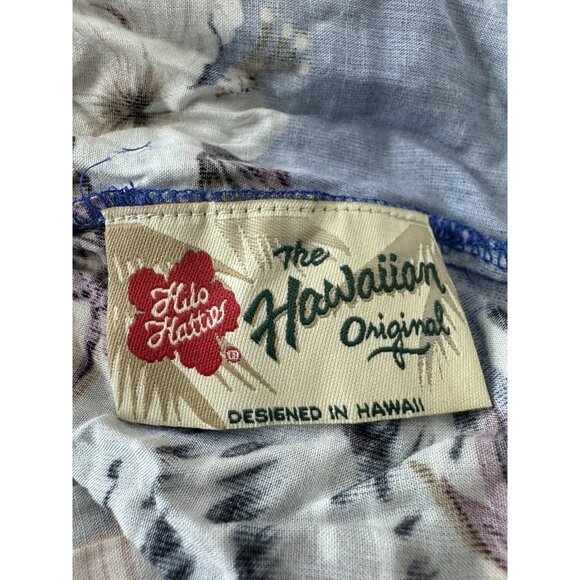 Hilo
Hattie ®
The
Hawaiian
Original
DESIGNED IN HAWAII